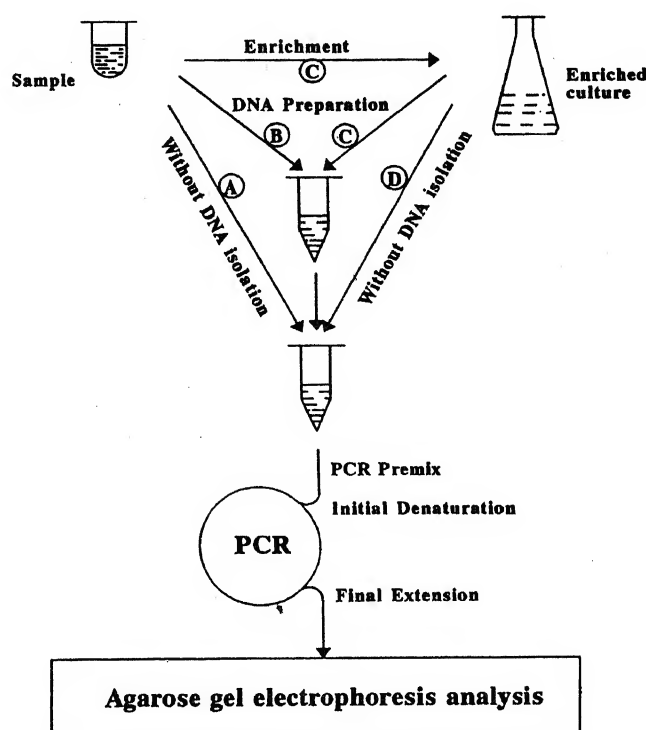 Enrichment
C
Sample
Enriched
culture
DNA Preparation
B
C
A
D
Without DNA isolation
Without DNA isolation
PCR Premix
Initial Denaturation
PCR
Final Extension
Agarose gel electrophoresis analysis